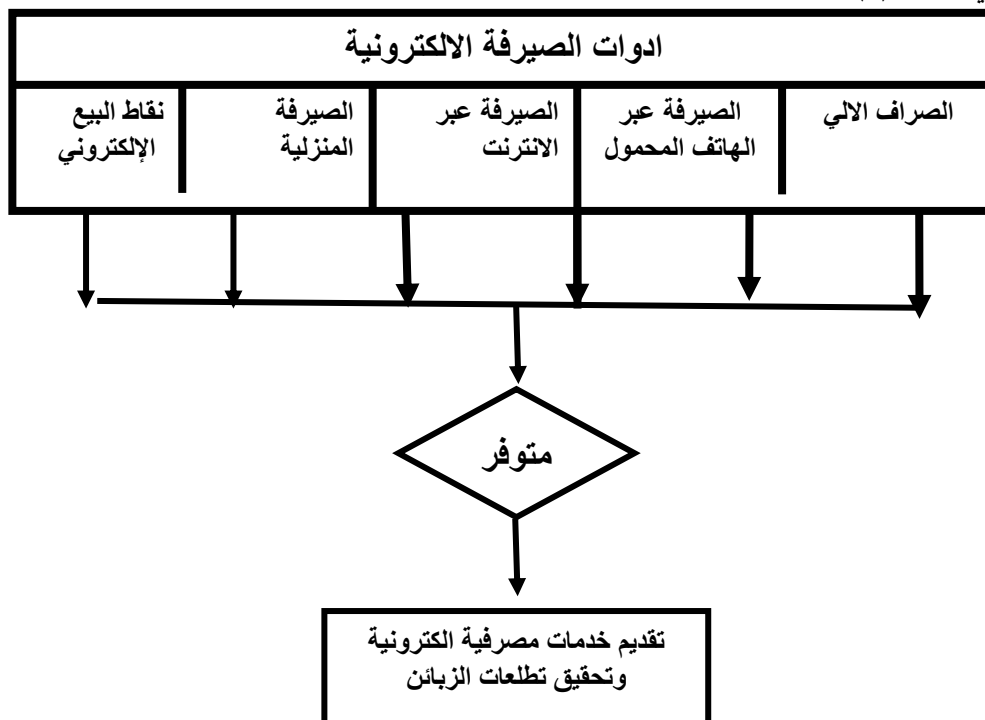 ادوات الصيرفة الالكترونية
الصراف الالي
الصيرفة عبر
الهاتف المحمول
الصيرفة عبر
الانترنت
الصيرفة
المنزلية
نقاط البيع
الإلكتروني
متوفر
تقديم خدمات مصرفية الكترونية
وتحقيق تطلعات الزبائن